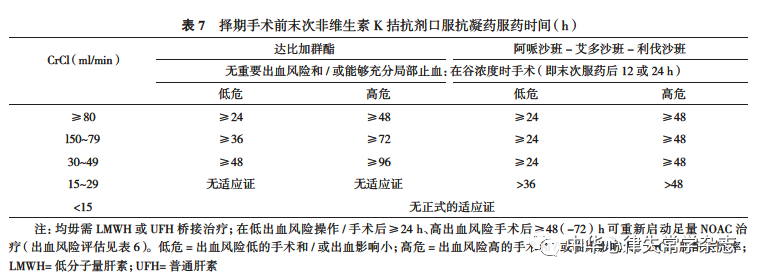 表 7 择期手术前末次非维生素 K 拮抗剂口服抗凝药服药时间（h）
CrCl（ml/min） 达比加群酯 阿哌沙班－艾多沙班－利伐沙班
无重要出血风险和 / 或能够充分局部止血：在谷浓度时手术（即末次服药后 12 或 24 h）
低危 高危 低危 高危
≥80 ≥24 ≥48 ≥24 ≥48
l50~79 ≥36 ≥72 ≥24 ≥48
30~49 ≥48 ≥96 ≥24 ≥48
15~29 无适应证 无适应证 >36 >48
<15 无正式的适应证
注：均毋需 LMWH 或 UFH 桥接治疗；在低出血风险操作 / 手术后≥24 h、高出血风险手术后≥48（−72）h 可重新启动足量 NOAC 治
疗（出血风险评估见表 6）。低危 = 出血风险低的手术和 / 或出血影响小；高危 = 出血风险高的手术
LMWH= 低分子量肝素；UFH= 普通肝素
中华心律失常学杂志